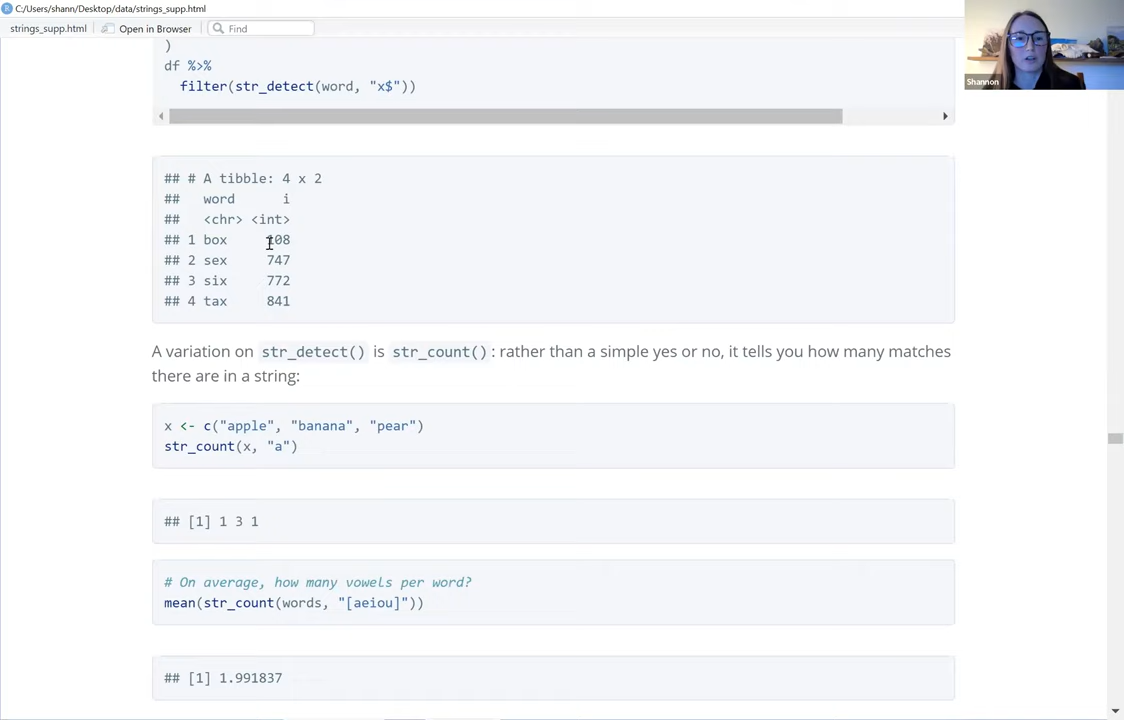 C:/Users/shann/Desktop/data/strings_supp.html
strings_supp.html Open in Browser Find
)
df %>%
filter(str_detect(word, "x$"))
Shannon
## # A tibble: 4 x 2
## word i
## <chr> <int>
## 1 box 108
## 2 sex 747
## 3 six 772
## 4 tax 841
A variation on str_detect() is str_count() : rather than a simple yes or no, it tells you how many matches
there are in a string:
x <- c("apple", "banana", "pear")
str_count(x, "a")
## [1] 1 3 1
# On average, how many vowels per word?
mean(str_count(words, "[aeiou]"))
## [1] 1.991837